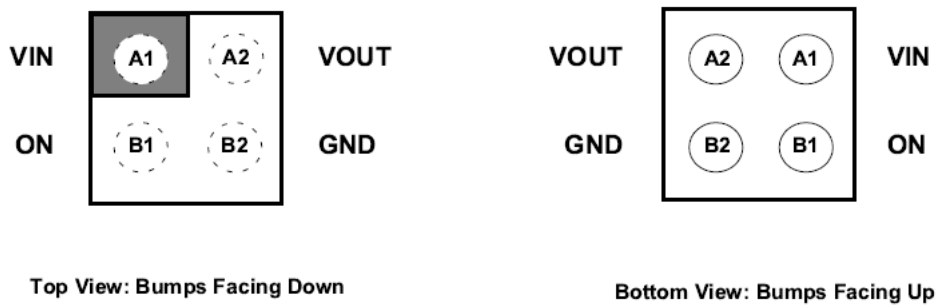 VIN A1 A2 VOUT
ON B1 B2 GND
Top View: Bumps Facing Down
VOUT A2 A1 VIN
GND B2 B1 ON
Bottom View: Bumps Facing Up